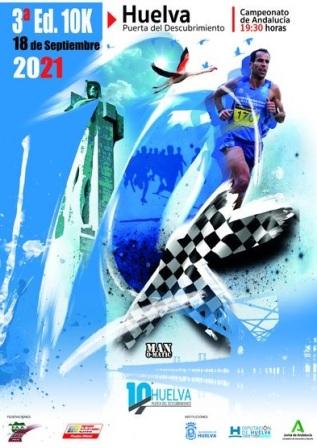 3ª Ed. 10K
18 de Septiembre
2021
Huelva
Puerta del Descubrimiento
Campeonato
de Andalucía
19:30 horas
MAN
O-MATIC
10 HUELVA
PUERTA DEL DESCUBRIMIENTO
HUELVA
DIPUTACIÓN
DE HUELVA
Junta de Andalucía